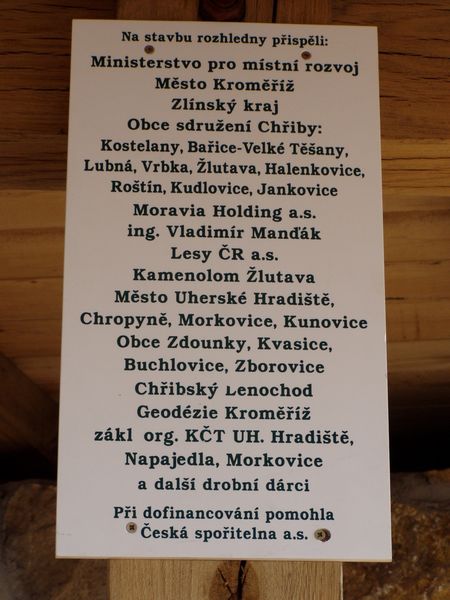 Na stavbu rozhledny přispěli:
Ministerstvo pro místní rozvoj
Město Kroměříž
Zlínský kraj
Obce sdružení Chřiby:
Kostelany, Bařice-Velké Těšany,
Lubná, Vrbka, Žlutava, Halenkovice,
Roštín, Kudlovice, Jankovice
Moravia Holding a.s.
ing. Vladimír Manďák
Lesy ČR a.s.
Kamenolom Žlutava
Město Uherské Hradiště,
Chropyně, Morkovice, Kunovice
Obce Zdounky, Kvasice,
Buchlovice, Zborovice
Chřibský Lenochod
Geodézie Kroměříž
zákl org. KČT UH. Hradiště,
Napajedla, Morkovice
a další drobní dárci
Při dofinancování pomohla
Česká spořitelna a.s.